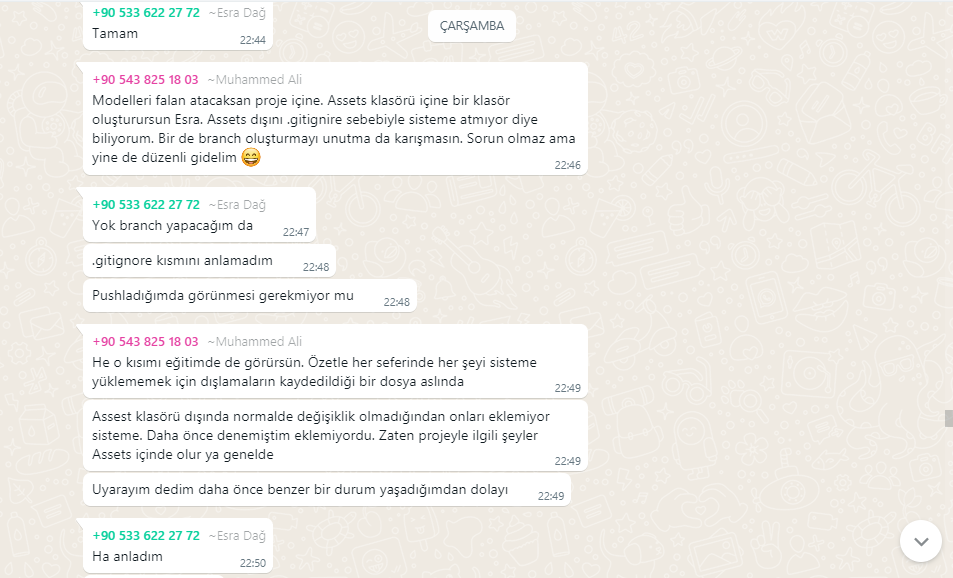 +90 533 622 27 72 ~Esra Dağ
ÇARŞAMBA
Tamam
22:44
+90 543 825 18 03 ~Muhammed Ali
Modelleri falan atacaksan proje içine. Assets klasörü içine bir klasör
oluşturursun Esra. Assets dışını .gitignire sebebiyle sisteme atmıyor diye
biliyorum. Bir de branch oluşturmayı unutma da karışmasın. Sorun olmaz ama
yine de düzenli gidelim 😄
22:46
+90 533 622 27 72 ~Esra Dağ
Yok branch yapacağım da
22:47
.gitignore kısmını anlamadım
22:48
Pushladığımda görünmesi gerekmiyor mu
22:48
+90 543 825 18 03 ~Muhammed Ali
He o kısımı eğitimde de görürsün. Özetle her seferinde her şeyi sisteme
yüklememek için dışlamaların kaydedildiği bir dosya aslında
22:49
Assest klasörü dışında normalde değişiklik olmadığından onları eklemiyor
sisteme. Daha önce denemiştim eklemiyordu. Zaten projeyle ilgili şeyler
Assets içinde olur ya genelde
22:49
Uyarayım dedim daha önce benzer bir durum yaşadığımdan dolayı
22:49
+90 533 622 27 72 ~Esra Dağ
Ha anladım
22:50